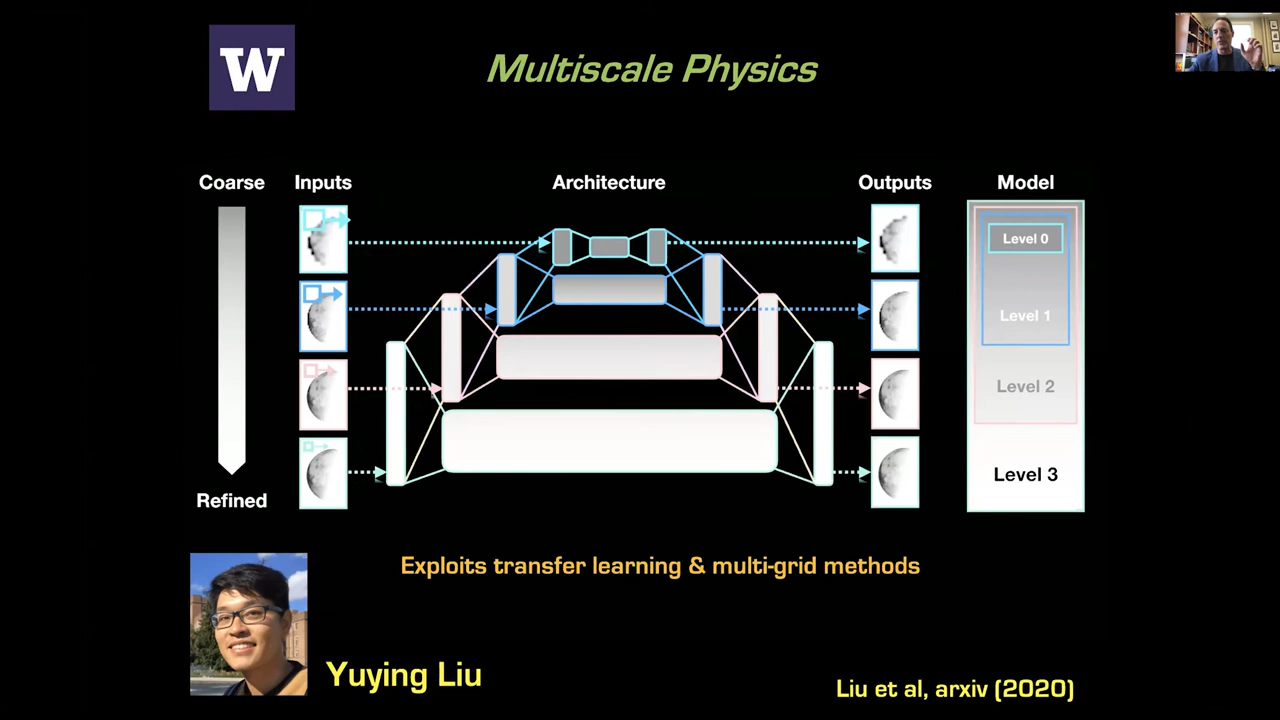 W
Multiscale Physics
Coarse
Inputs
Architecture
Outputs
Model
Level 0
Level 1
Level 2
Level 3
Refined
Exploits transfer learning & multi-grid methods
Yuying Liu
Liu et al, arxiv (2020)